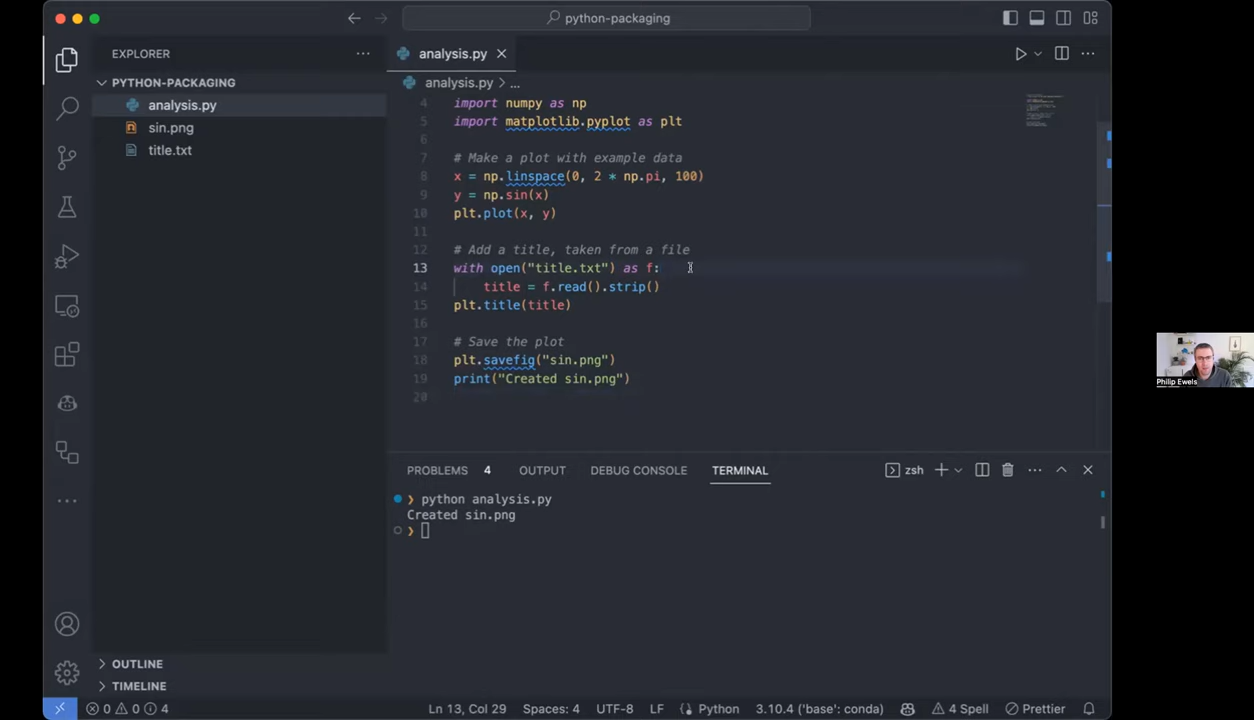 python-packaging
EXPLORER
analysis.py
PYTHON-PACKAGING
analysis.py
sin.png
title.txt
analysis.py > ...
4 import numpy as np
5 import matplotlib.pyplot as plt
6
7 # Make a plot with example data
8 x = np.linspace(0, 2 * np.pi, 100)
9 y = np.sin(x)
10 plt.plot(x, y)
11
12 # Add a title, taken from a file
13 with open("title.txt") as f:
14 title = f.read().strip()
15 plt.title(title)
16
17 # Save the plot
18 plt.savefig("sin.png")
19 print("Created sin.png")
20
PROBLEMS 4 OUTPUT DEBUG CONSOLE TERMINAL zsh
python analysis.py
Created sin.png
OUTLINE
TIMELINE
0 0 4 Ln 13, Col 29 Spaces: 4 UTF-8 LF Python 3.10.4 ('base': conda) 4 Spell Prettier
Philip Ewels